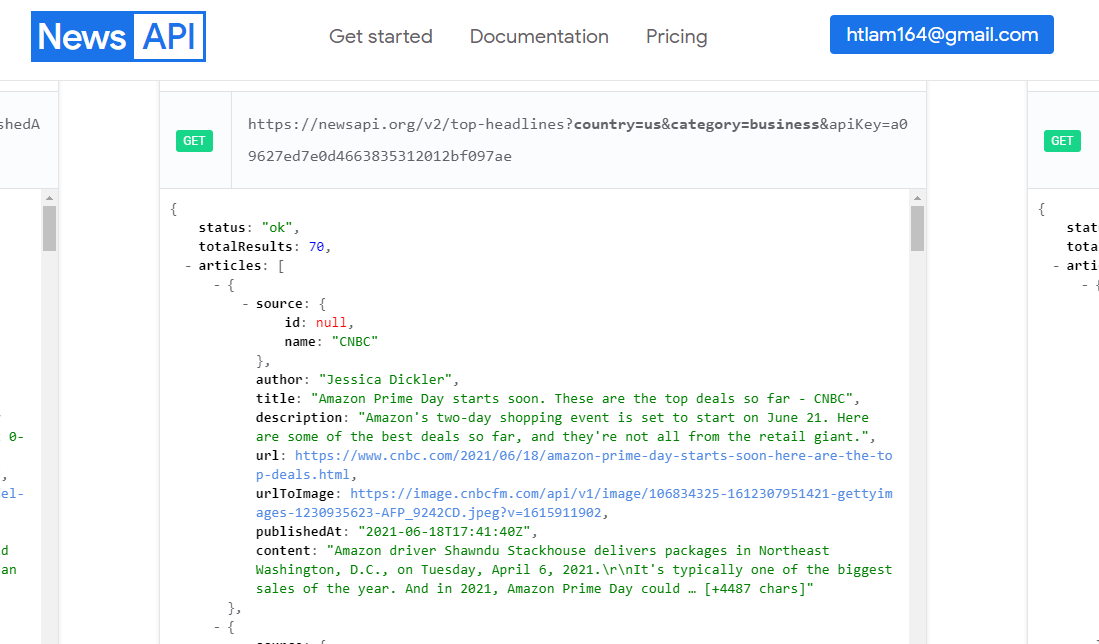 News API
Get started
Documentation
Pricing
htlam164@gmail.com
shedA
GET
https://newsapi.org/v2/top-headlines?country=us&category=business&apiKey=a0
9627ed7e0d4663835312012bf097ae
GET
{
status: "ok",
totalResults: 70,
- articles: [
- {
- source: {
id: null,
name: "CNBC"
},
author: "Jessica Dickler",
title: "Amazon Prime Day starts soon. These are the top deals so far - CNBC",
description: "Amazon's two-day shopping event is set to start on June 21. Here
are some of the best deals so far, and they're not all from the retail giant.",
url: https://www.cnbc.com/2021/06/18/amazon-prime-day-starts-soon-here-are-the-to
p-deals.html,
urlToImage: https://image.cnbcfm.com/api/v1/image/106834325-1612307951421-gettyim
ages-1230935623-AFP_9242CD.jpeg?v=1615911902,
publishedAt: "2021-06-18T17:41:40Z",
content: "Amazon driver Shawndu Stackhouse delivers packages in Northeast
Washington, D.C., on Tuesday, April 6, 2021.\r\nIt's typically one of the biggest
sales of the year. And in 2021, Amazon Prime Day could … [+4487 chars]"
},
- {
0-
,
el-
d
an
{
stat
tota
- arti
- {